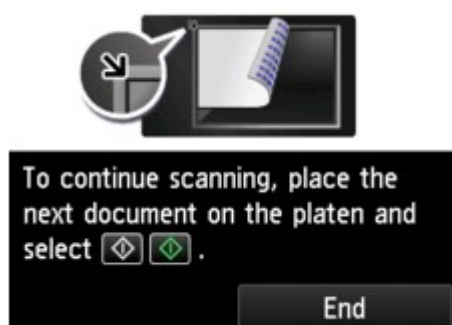 To continue scanning, place the
next document on the platen and
select .
End